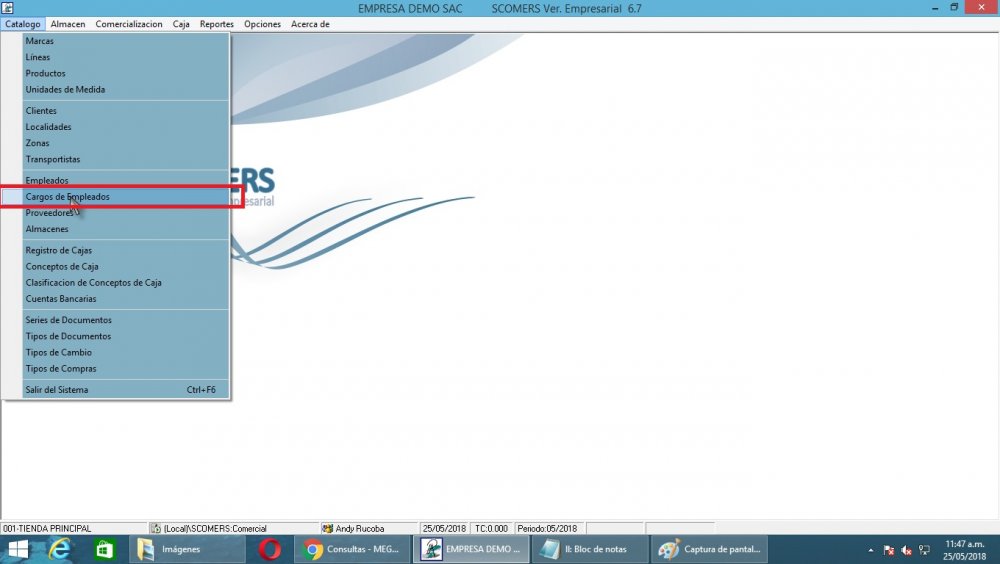 EMPRESA DEMO SAC SCOMERS Ver. Empresarial 6.7
Catalogo Almacen Comercializacion Caja Reportes Opciones Acerca de
Marcas
Líneas
Productos
Unidades de Medida
Clientes
Localidades
Zonas
Transportistas
Empleados
Cargos de Empleados
Proveedores
Almacenes
Registro de Cajas
Conceptos de Caja
Clasificacion de Conceptos de Caja
Cuentas Bancarias
Series de Documentos
Tipos de Documentos
Tipos de Cambio
Tipos de Compras
Salir del Sistema Ctrl+F6
ERS
presarial
001-TIENDA PRINCIPAL (Local)\SCOMERS:Comercial Andy Rucoba 25/05/2018 TC:0.000 Periodo:05/2018
Imágenes Consultas - MEG... EMPRESA DEMO ... II: Bloc de notas Captura de pantal...
11:47 a.m.
25/05/2018